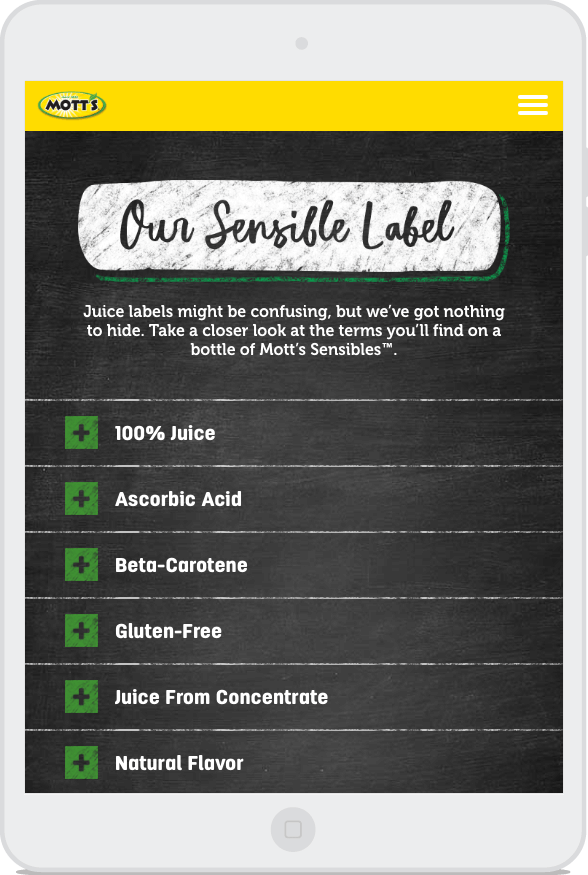 MOTT'S
Our Sensible Label
Juice labels might be confusing, but we've got nothing
to hide. Take a closer look at the terms you'll find on a
bottle of Mott's Sensibles™.
100% Juice
Ascorbic Acid
Beta-Carotene
Gluten-Free
Juice From Concentrate
Natural Flavor